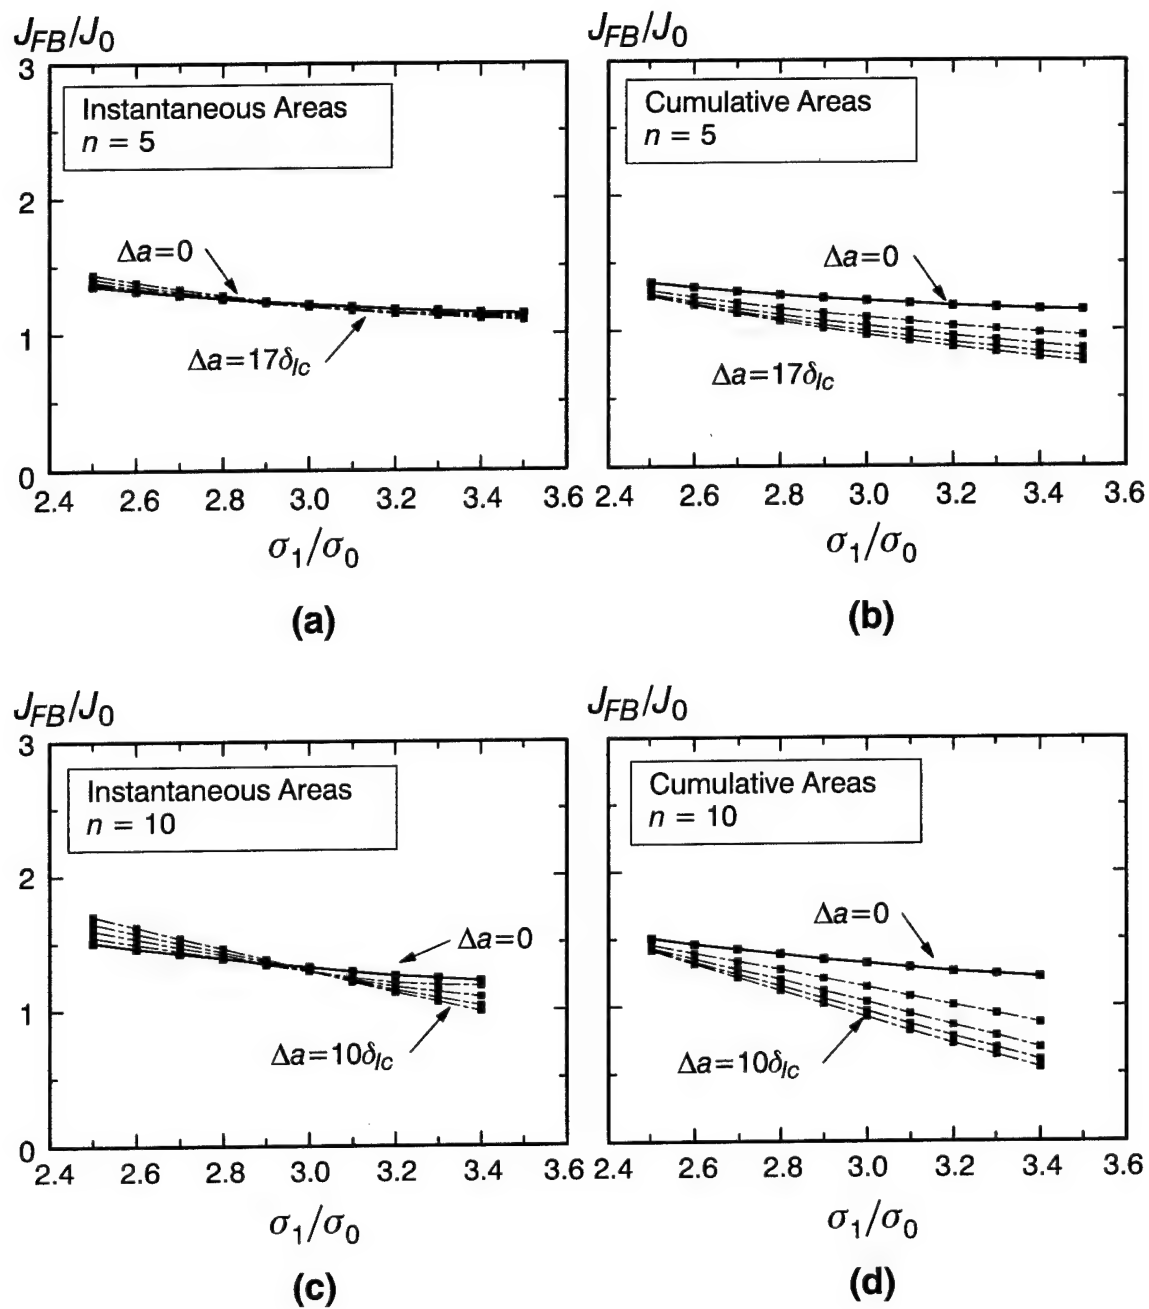 J_FB/J_0
3
Instantaneous Areas
n = 5
2
Δa=0
1
Δa=17δ_Ic
0
2.4 2.6 2.8 3.0 3.2 3.4 3.6
σ_1/σ_0
(a)
J_FB/J_0
Cumulative Areas
n = 5
Δa=0
Δa=17δ_Ic
2.4 2.6 2.8 3.0 3.2 3.4 3.6
σ_1/σ_0
(b)
J_FB/J_0
3
Instantaneous Areas
n = 10
2
Δa=0
1
Δa=10δ_Ic
0
2.4 2.6 2.8 3.0 3.2 3.4 3.6
σ_1/σ_0
(c)
J_FB/J_0
Cumulative Areas
n = 10
Δa=0
Δa=10δ_Ic
2.4 2.6 2.8 3.0 3.2 3.4 3.6
σ_1/σ_0
(d)